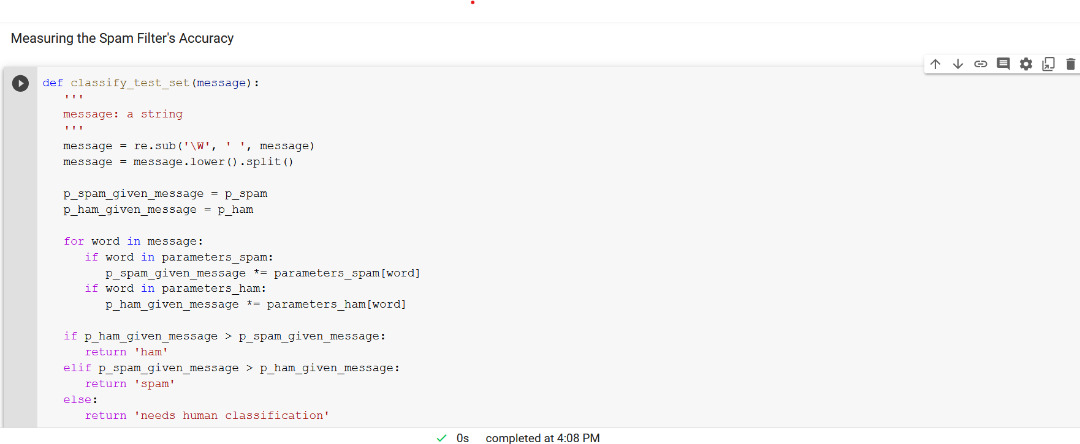 Measuring the Spam Filter's Accuracy
def classify_test_set(message):
'''
message: a string
'''
message = re.sub('\W', ' ', message)
message = message.lower().split()
p_spam_given_message = p_spam
p_ham_given_message = p_ham
for word in message:
if word in parameters_spam:
p_spam_given_message *= parameters_spam[word]
if word in parameters_ham:
p_ham_given_message *= parameters_ham[word]
if p_ham_given_message > p_spam_given_message:
return 'ham'
elif p_spam_given_message > p_ham_given_message:
return 'spam'
else:
return 'needs human classification'
0s completed at 4:08 PM